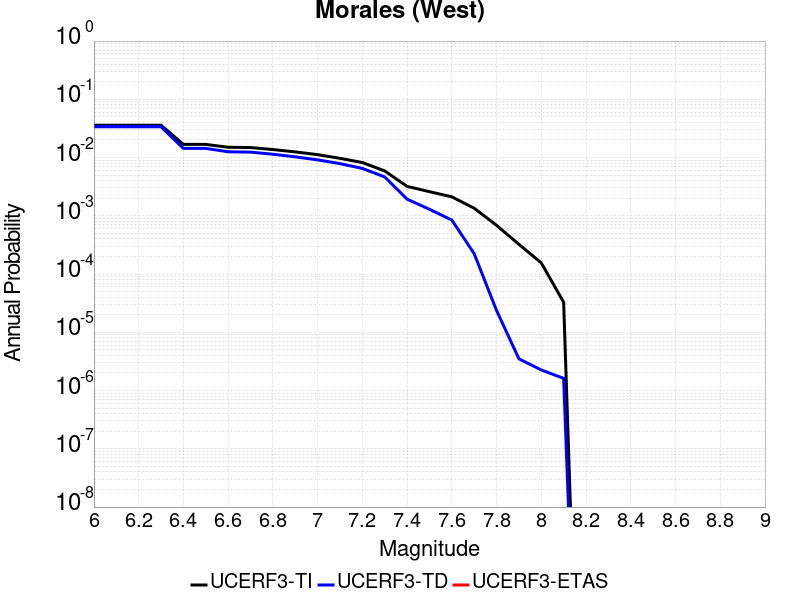 Morales (West)
10^0
10^-1
10^-2
10^-3
10^-4
10^-5
10^-6
10^-7
10^-8
Annual Probability
6 6.2 6.4 6.6 6.8 7 7.2 7.4 7.6 7.8 8 8.2 8.4 8.6 8.8 9
Magnitude
UCERF3-TI UCERF3-TD UCERF3-ETAS